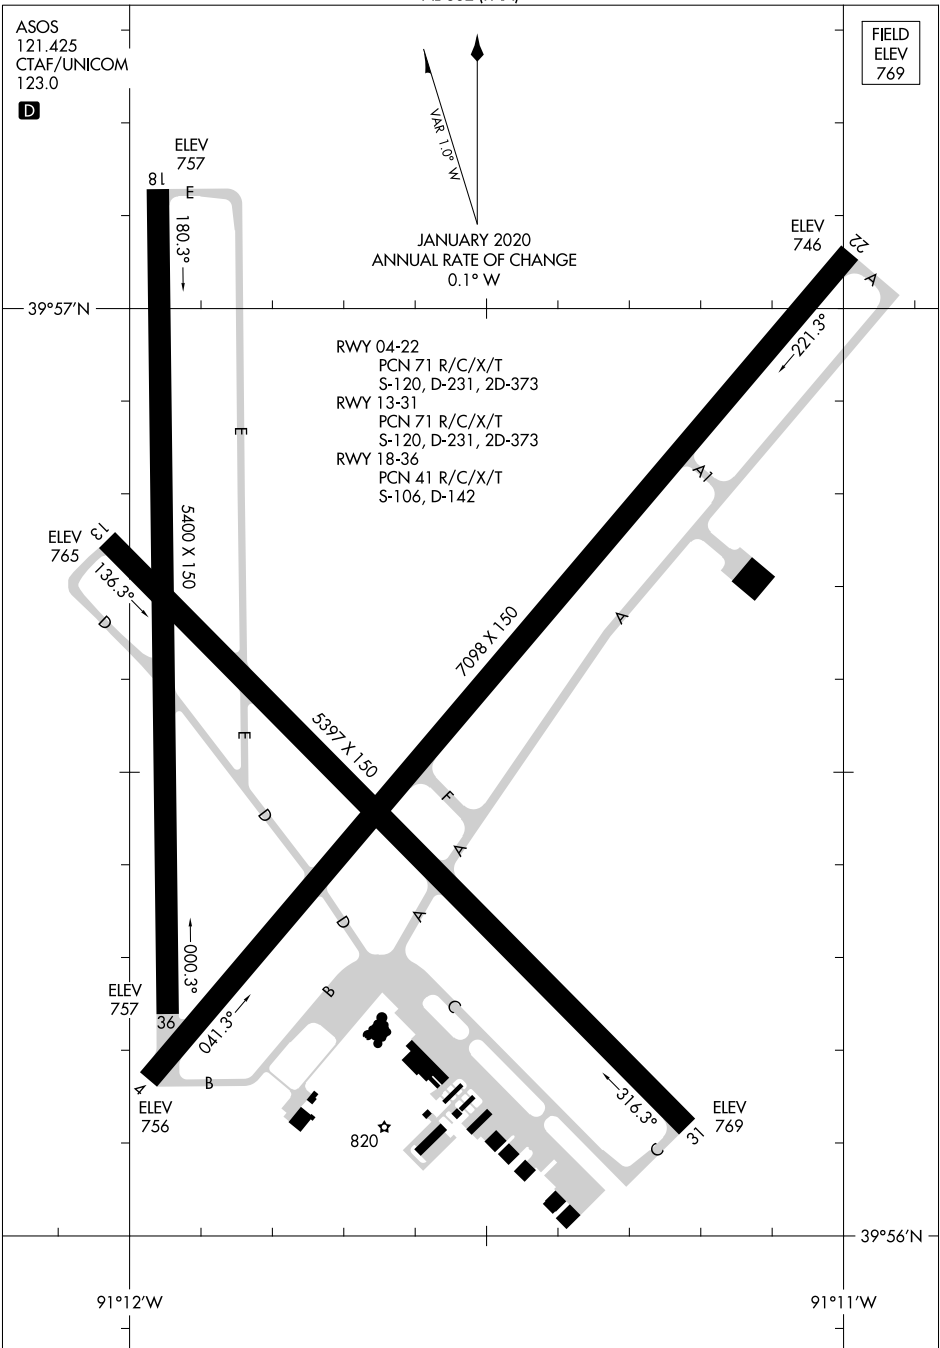 ASOS
121.425
CTAF/UNICOM
123.0
D
FIELD
ELEV
769
VAR 1.0° W
JANUARY 2020
ANNUAL RATE OF CHANGE
0.1° W
ELEV
757
18
E
180.3°
ELEV
746
22
A
221.3°
39°57'N
RWY 04-22
PCN 71 R/C/X/T
S-120, D-231, 2D-373
RWY 13-31
PCN 71 R/C/X/T
S-120, D-231, 2D-373
RWY 18-36
PCN 41 R/C/X/T
S-106, D-142
E
A1
5400 X 150
ELEV
765
13
136.3°
D
7098 X 150
A
5397 X 150
E
F
D
A
D
A
000.3°
ELEV
757
36
041.3°
B
C
B
4
ELEV
756
820
316.3°
ELEV
769
31
C
39°56'N
91°12'W
91°11'W